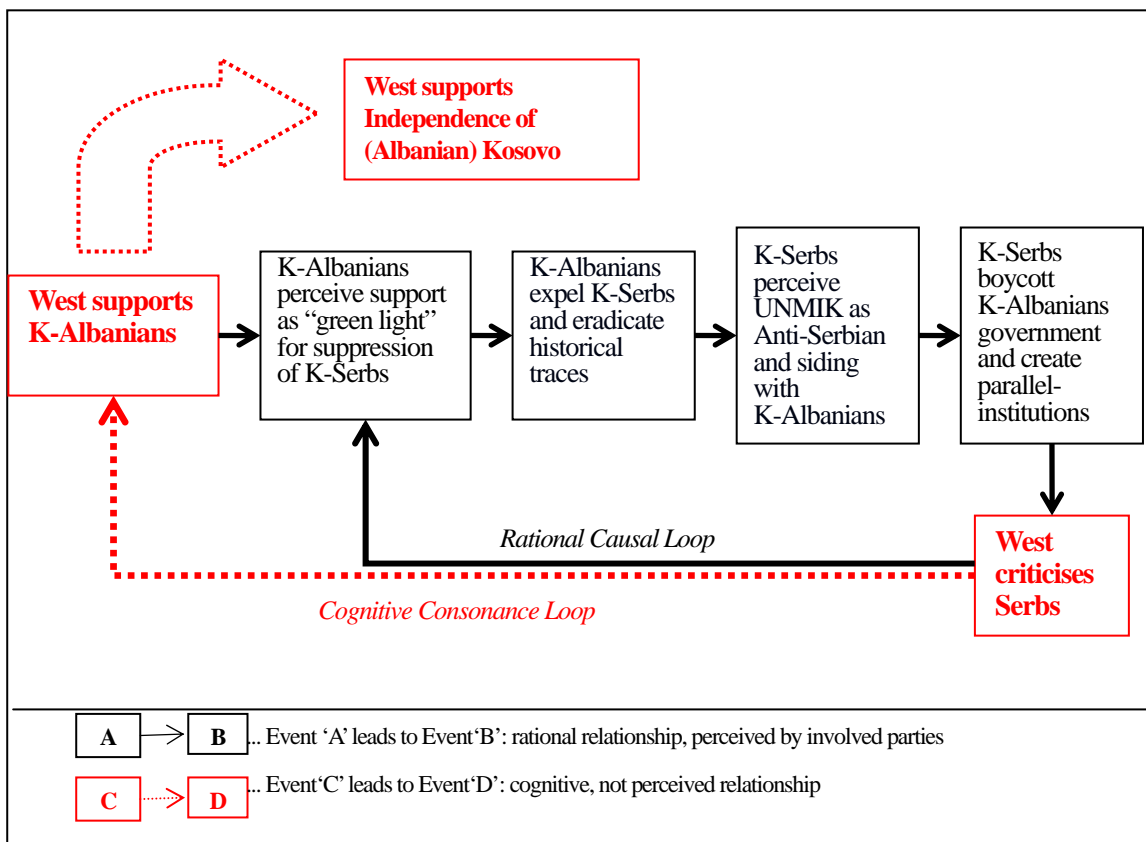 West supports
Independence of
(Albanian) Kosovo
West supports
K-Albanians
K-Albanians
perceive support
as “green light”
for suppression
of K-Serbs
K-Albanians
expel K-Serbs
and eradicate
historical
traces
K-Serbs
perceive
UNMIK as
Anti-Serbian
and siding
with
K-Albanians
K-Serbs
boycott
K-Albanians
government
and create
parallel-
institutions
Rational Causal Loop
Cognitive Consonance Loop
West
criticises
Serbs
A B ... Event ‘A’ leads to Event‘B’: rational relationship, perceived by involved parties
C D ... Event‘C’ leads to Event‘D’: cognitive, not perceived relationship